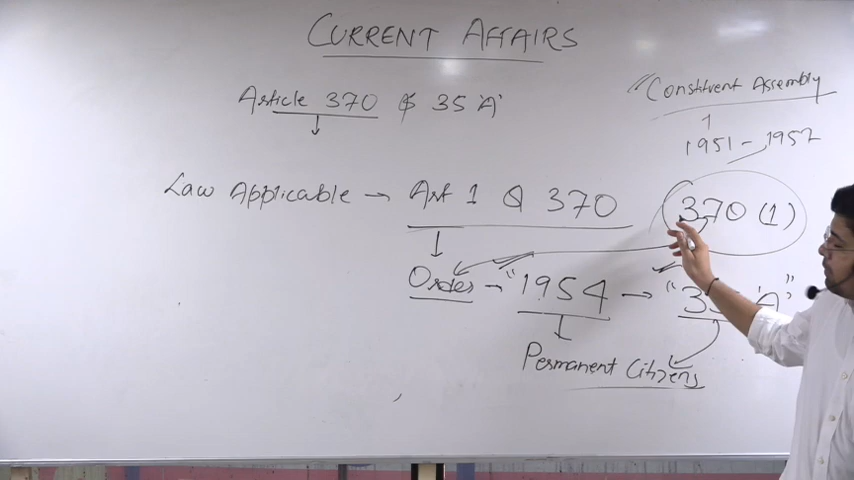 CURRENT AFFAIRS
Article 370 & 35 'A'
"Constituent Assembly
1951 - 1952
Law Applicable → Art 1 & 370
370 (1)
Order → "1954 → "35 'A'"
Permanent Citizens